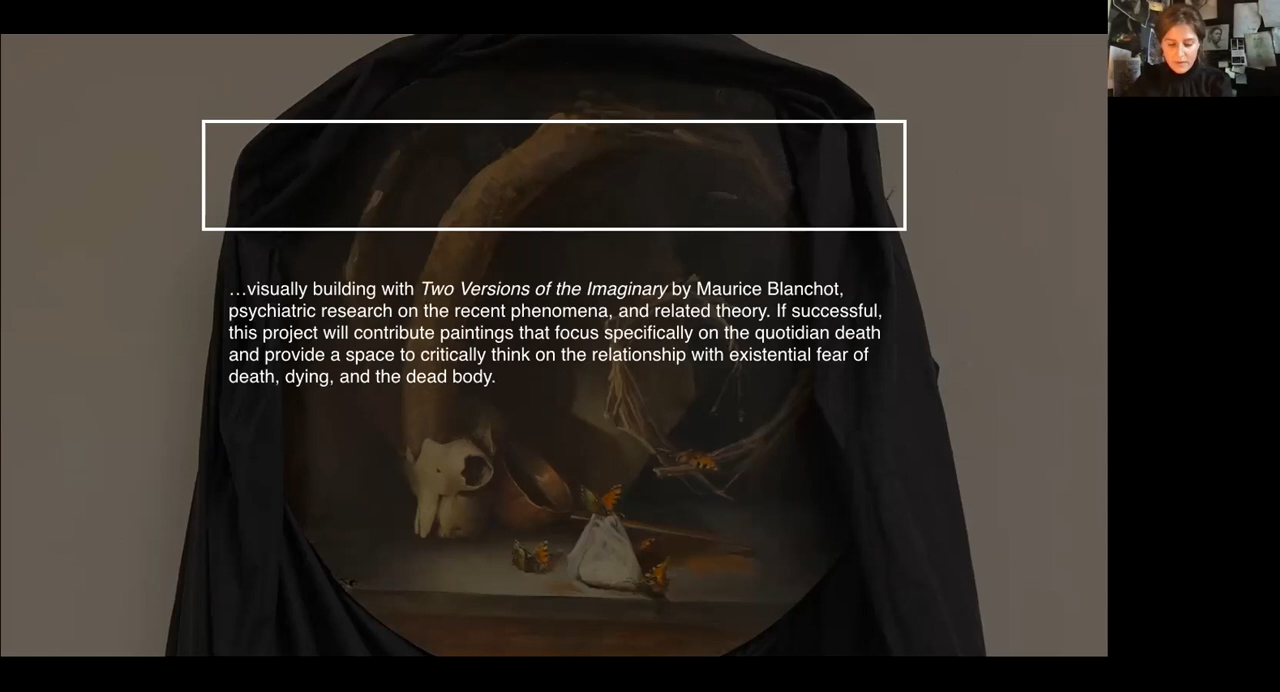 …visually building with Two Versions of the Imaginary by Maurice Blanchot,
psychiatric research on the recent phenomena, and related theory. If successful,
this project will contribute paintings that focus specifically on the quotidian death
and provide a space to critically think on the relationship with existential fear of
death, dying, and the dead body.